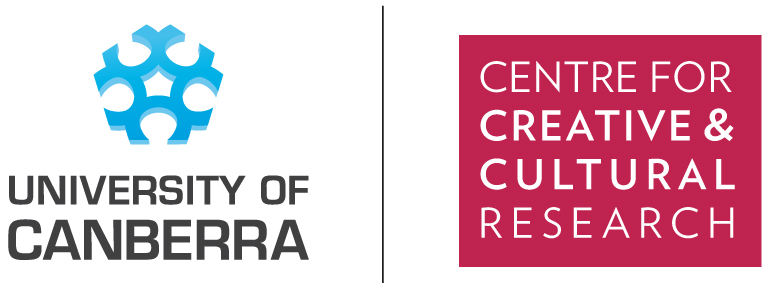 UNIVERSITY OF
CANBERRA
CENTRE FOR
CREATIVE &
CULTURAL
RESEARCH